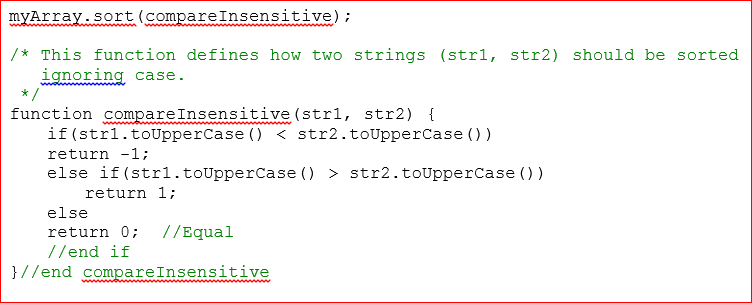 myArray.sort(compareInsensitive);
/* This function defines how two strings (str1, str2) should be sorted
ignoring case.
*/
function compareInsensitive(str1, str2) {
if(str1.toUpperCase() < str2.toUpperCase())
return –1;
else if(str1.toUpperCase() > str2.toUpperCase())
return 1;
else
return 0; //Equal
//end if
}//end compareInsensitive